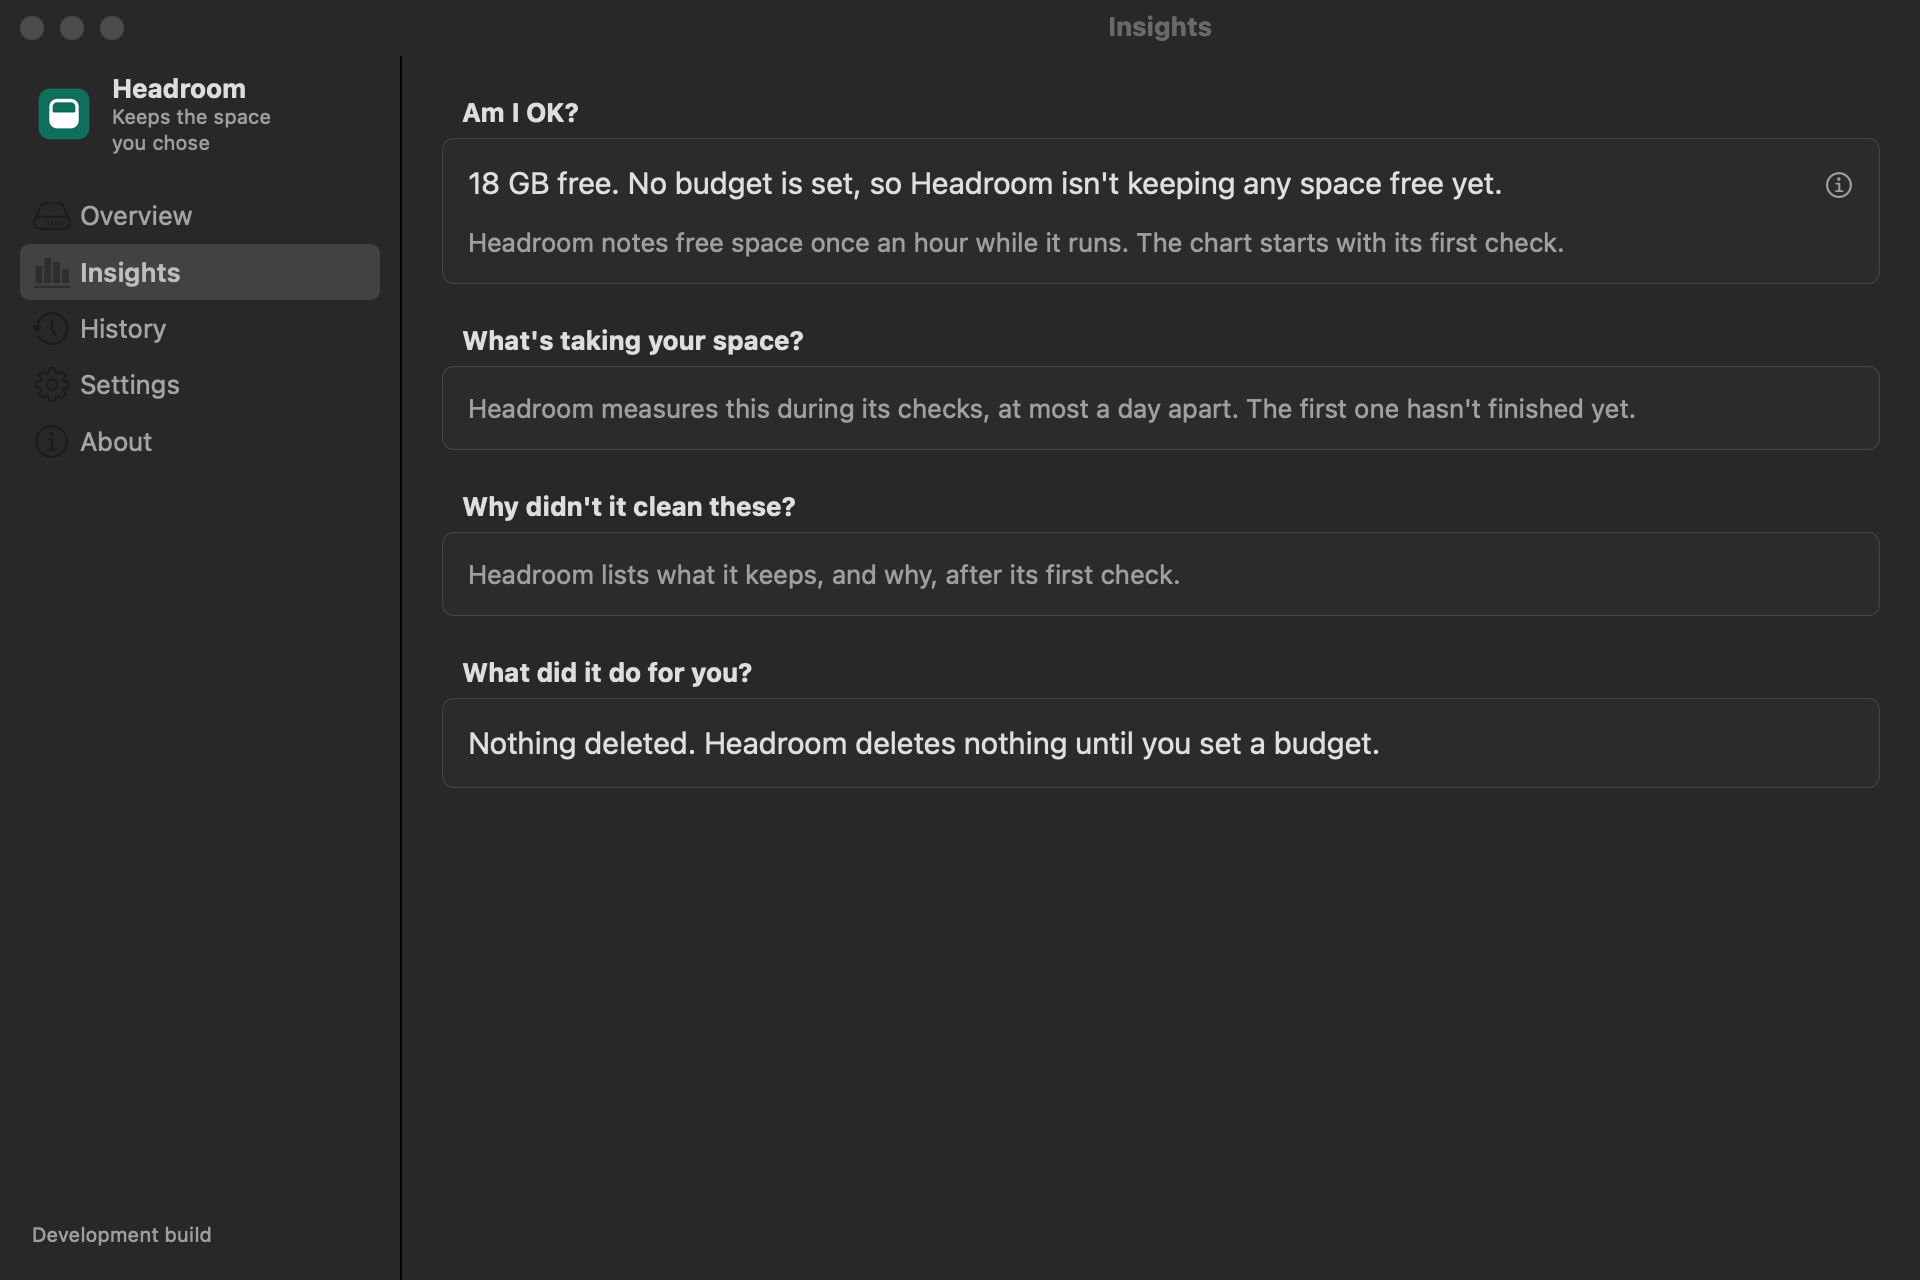 Insights
Headroom
Keeps the space
you chose
Overview
Insights
History
Settings
About
Development build
Am I OK?
18 GB free. No budget is set, so Headroom isn't keeping any space free yet.
Headroom notes free space once an hour while it runs. The chart starts with its first check.
What's taking your space?
Headroom measures this during its checks, at most a day apart. The first one hasn't finished yet.
Why didn't it clean these?
Headroom lists what it keeps, and why, after its first check.
What did it do for you?
Nothing deleted. Headroom deletes nothing until you set a budget.